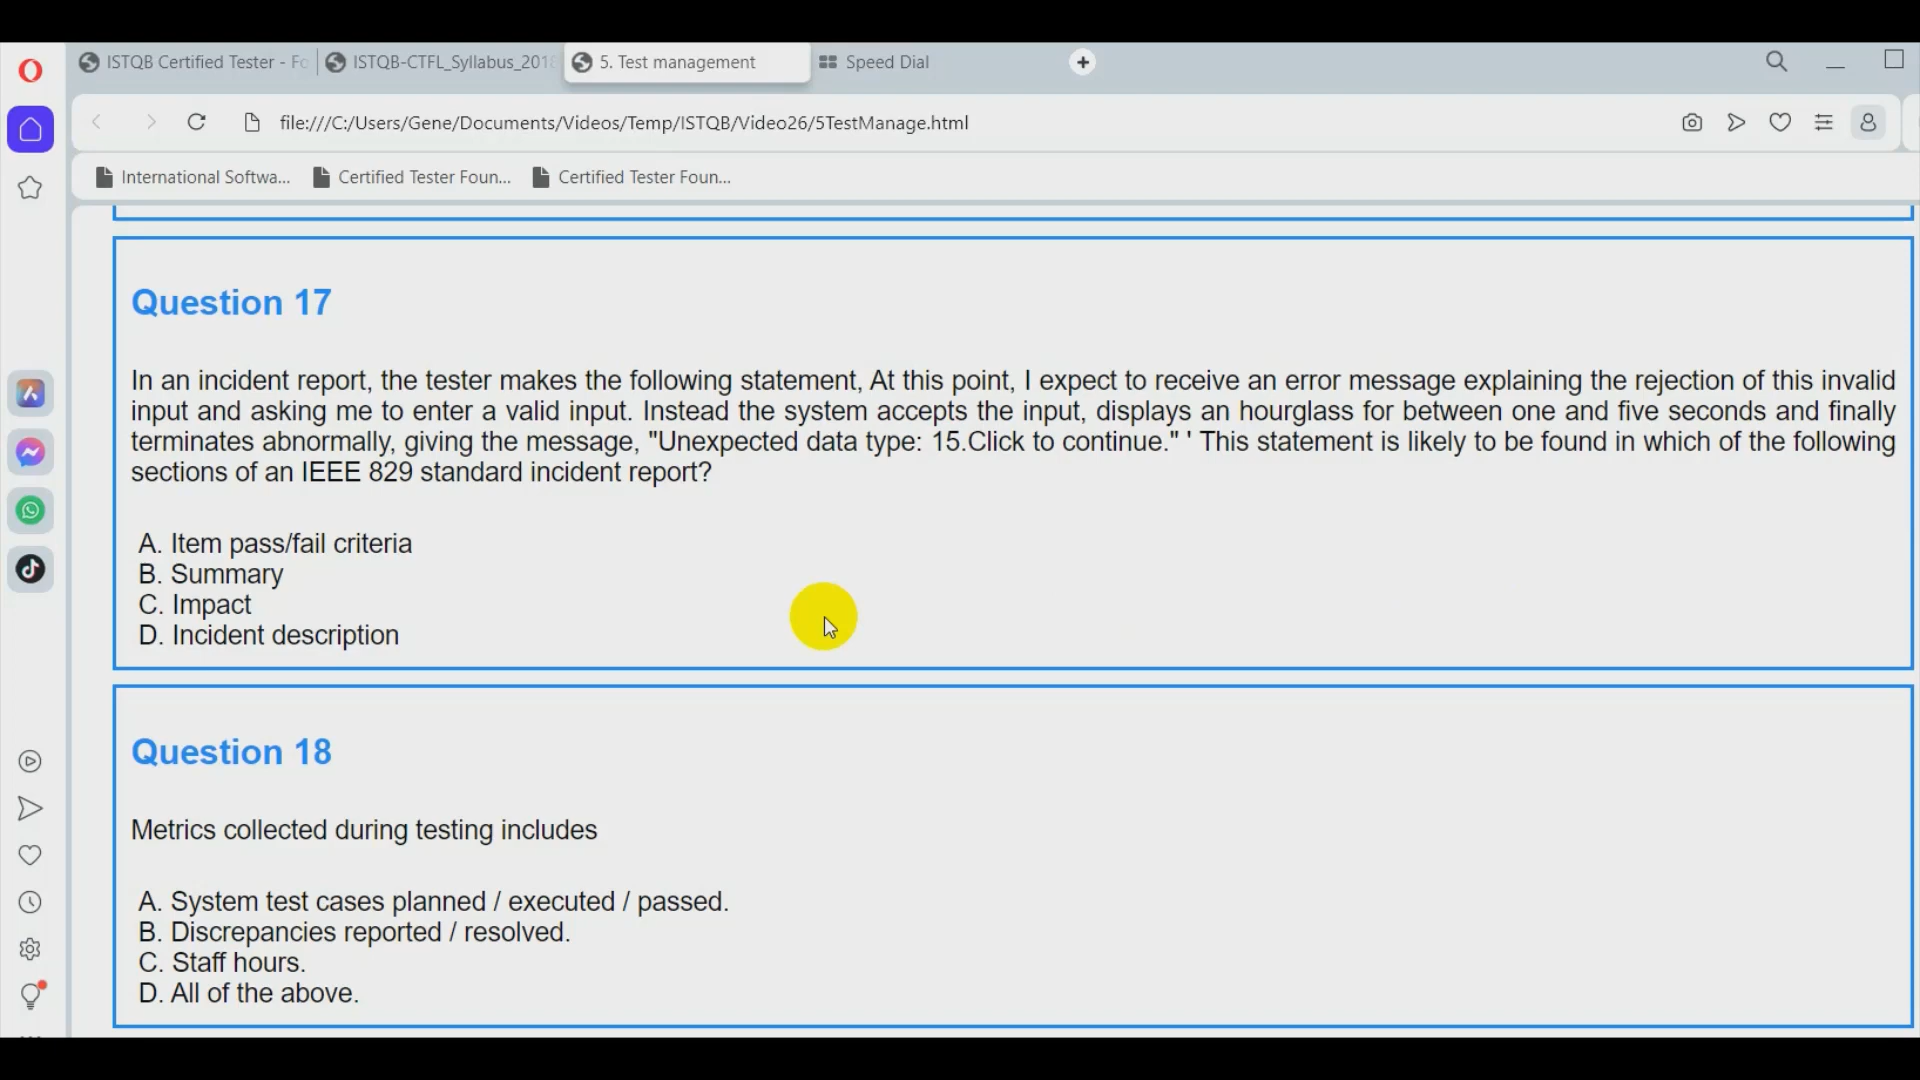 ISTQB Certified Tester - Fo
ISTQB-CTFL_Syllabus_2018
5. Test management
Speed Dial
file:///C:/Users/Gene/Documents/Videos/Temp/ISTQB/Video26/5TestManage.html
International Softwa...
Certified Tester Foun...
Certified Tester Foun...
Question 17
In an incident report, the tester makes the following statement, At this point, I expect to receive an error message explaining the rejection of this invalid
input and asking me to enter a valid input. Instead the system accepts the input, displays an hourglass for between one and five seconds and finally
terminates abnormally, giving the message, "Unexpected data type: 15.Click to continue." ' This statement is likely to be found in which of the following
sections of an IEEE 829 standard incident report?
A. Item pass/fail criteria
B. Summary
C. Impact
D. Incident description
Question 18
Metrics collected during testing includes
A. System test cases planned / executed / passed.
B. Discrepancies reported / resolved.
C. Staff hours.
D. All of the above.